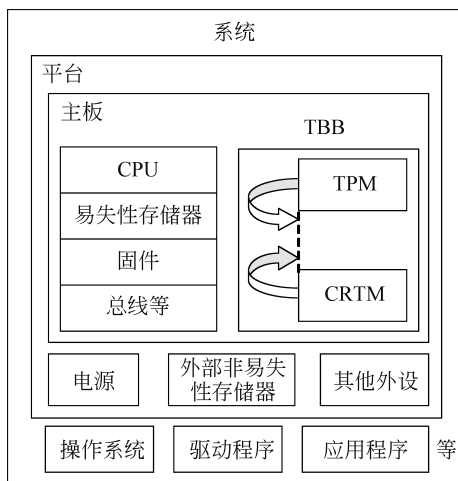 系统
平台
主板
TBB
CPU
易失性存储器
固件
总线等
TPM
CRTM
电源
外部非易失
性存储器
其他外设
操作系统
驱动程序
应用程序
等